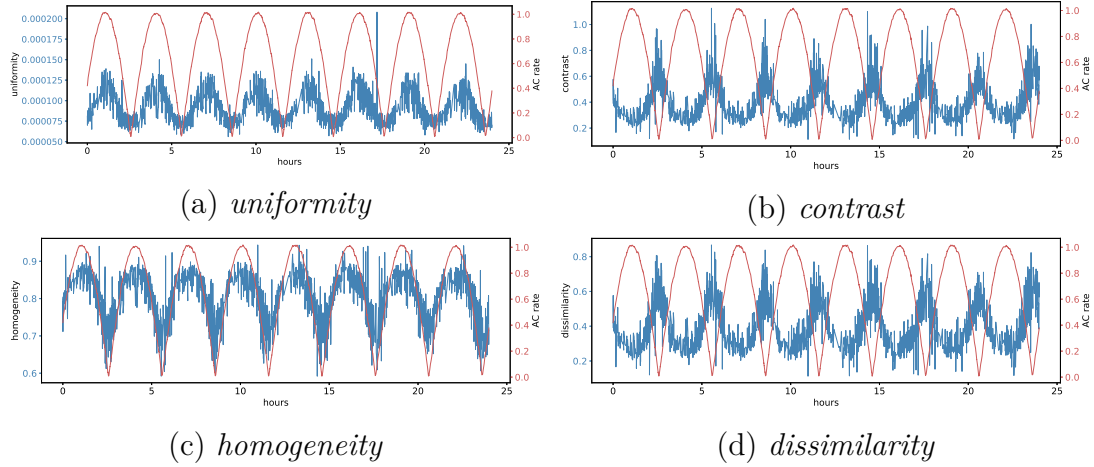 0.000200
0.000175
0.000150
0.000125
0.000100
0.000075
0.000050
uniformity
1.0
0.8
0.6
0.4
0.2
0.0
AC rate
0 5 10 15 20 25
hours
(a) uniformity
1.0
0.8
0.6
0.4
0.2
contrast
1.0
0.8
0.6
0.4
0.2
0.0
AC rate
0 5 10 15 20 25
hours
(b) contrast
0.9
0.8
0.7
0.6
homogeneity
1.0
0.8
0.6
0.4
0.2
0.0
AC rate
0 5 10 15 20 25
hours
(c) homogeneity
0.8
0.6
0.4
0.2
dissimilarity
1.0
0.8
0.6
0.4
0.2
0.0
AC rate
0 5 10 15 20 25
hours
(d) dissimilarity